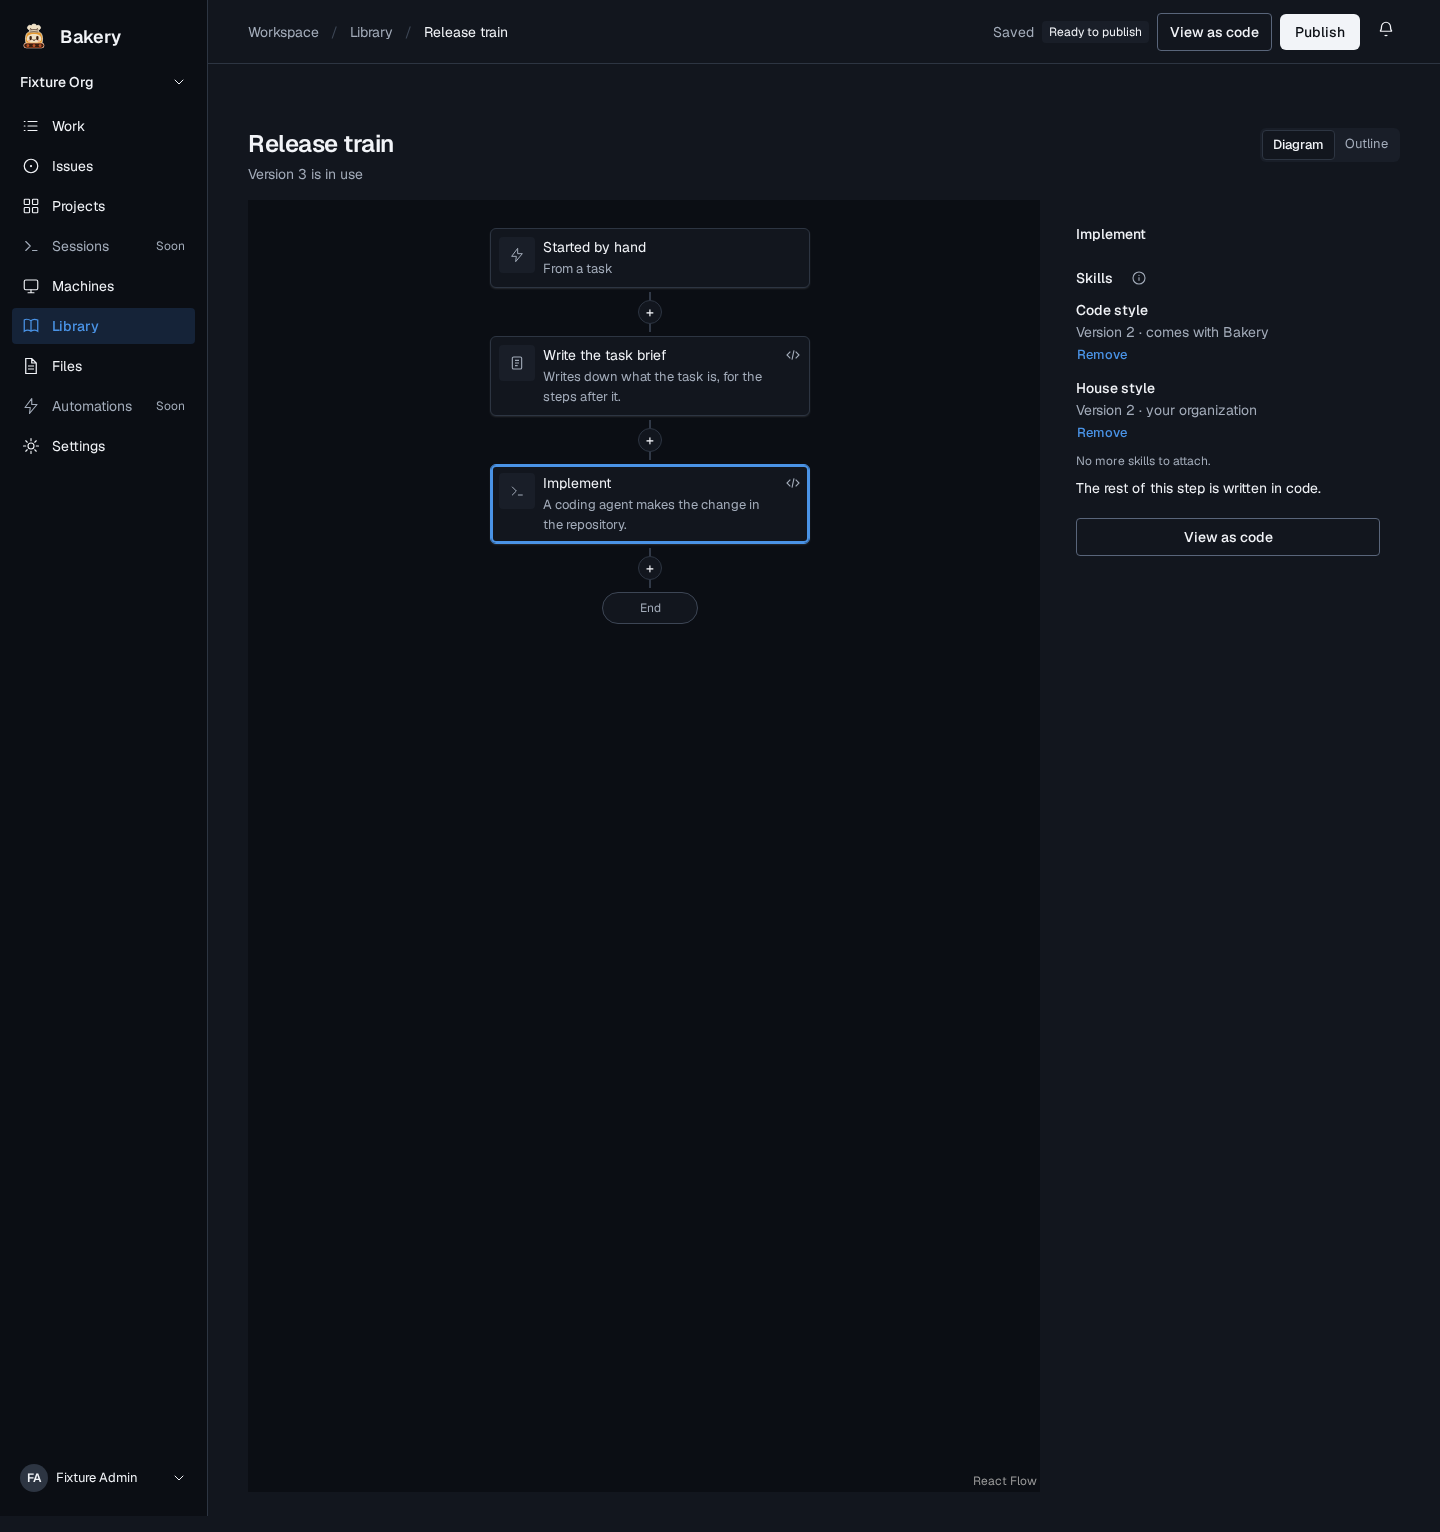 Bakery
Fixture Org
Work
Issues
Projects
Sessions Soon
Machines
Library
Files
Automations Soon
Settings
FA Fixture Admin
Workspace / Library / Release train
Saved Ready to publish View as code Publish
Release train
Version 3 is in use
Diagram Outline
Started by hand
From a task
+
Write the task brief
Writes down what the task is, for the
steps after it.
+
Implement
A coding agent makes the change in
the repository.
+
End
React Flow
Implement
Skills
Code style
Version 2 · comes with Bakery
Remove
House style
Version 2 · your organization
Remove
No more skills to attach.
The rest of this step is written in code.
View as code